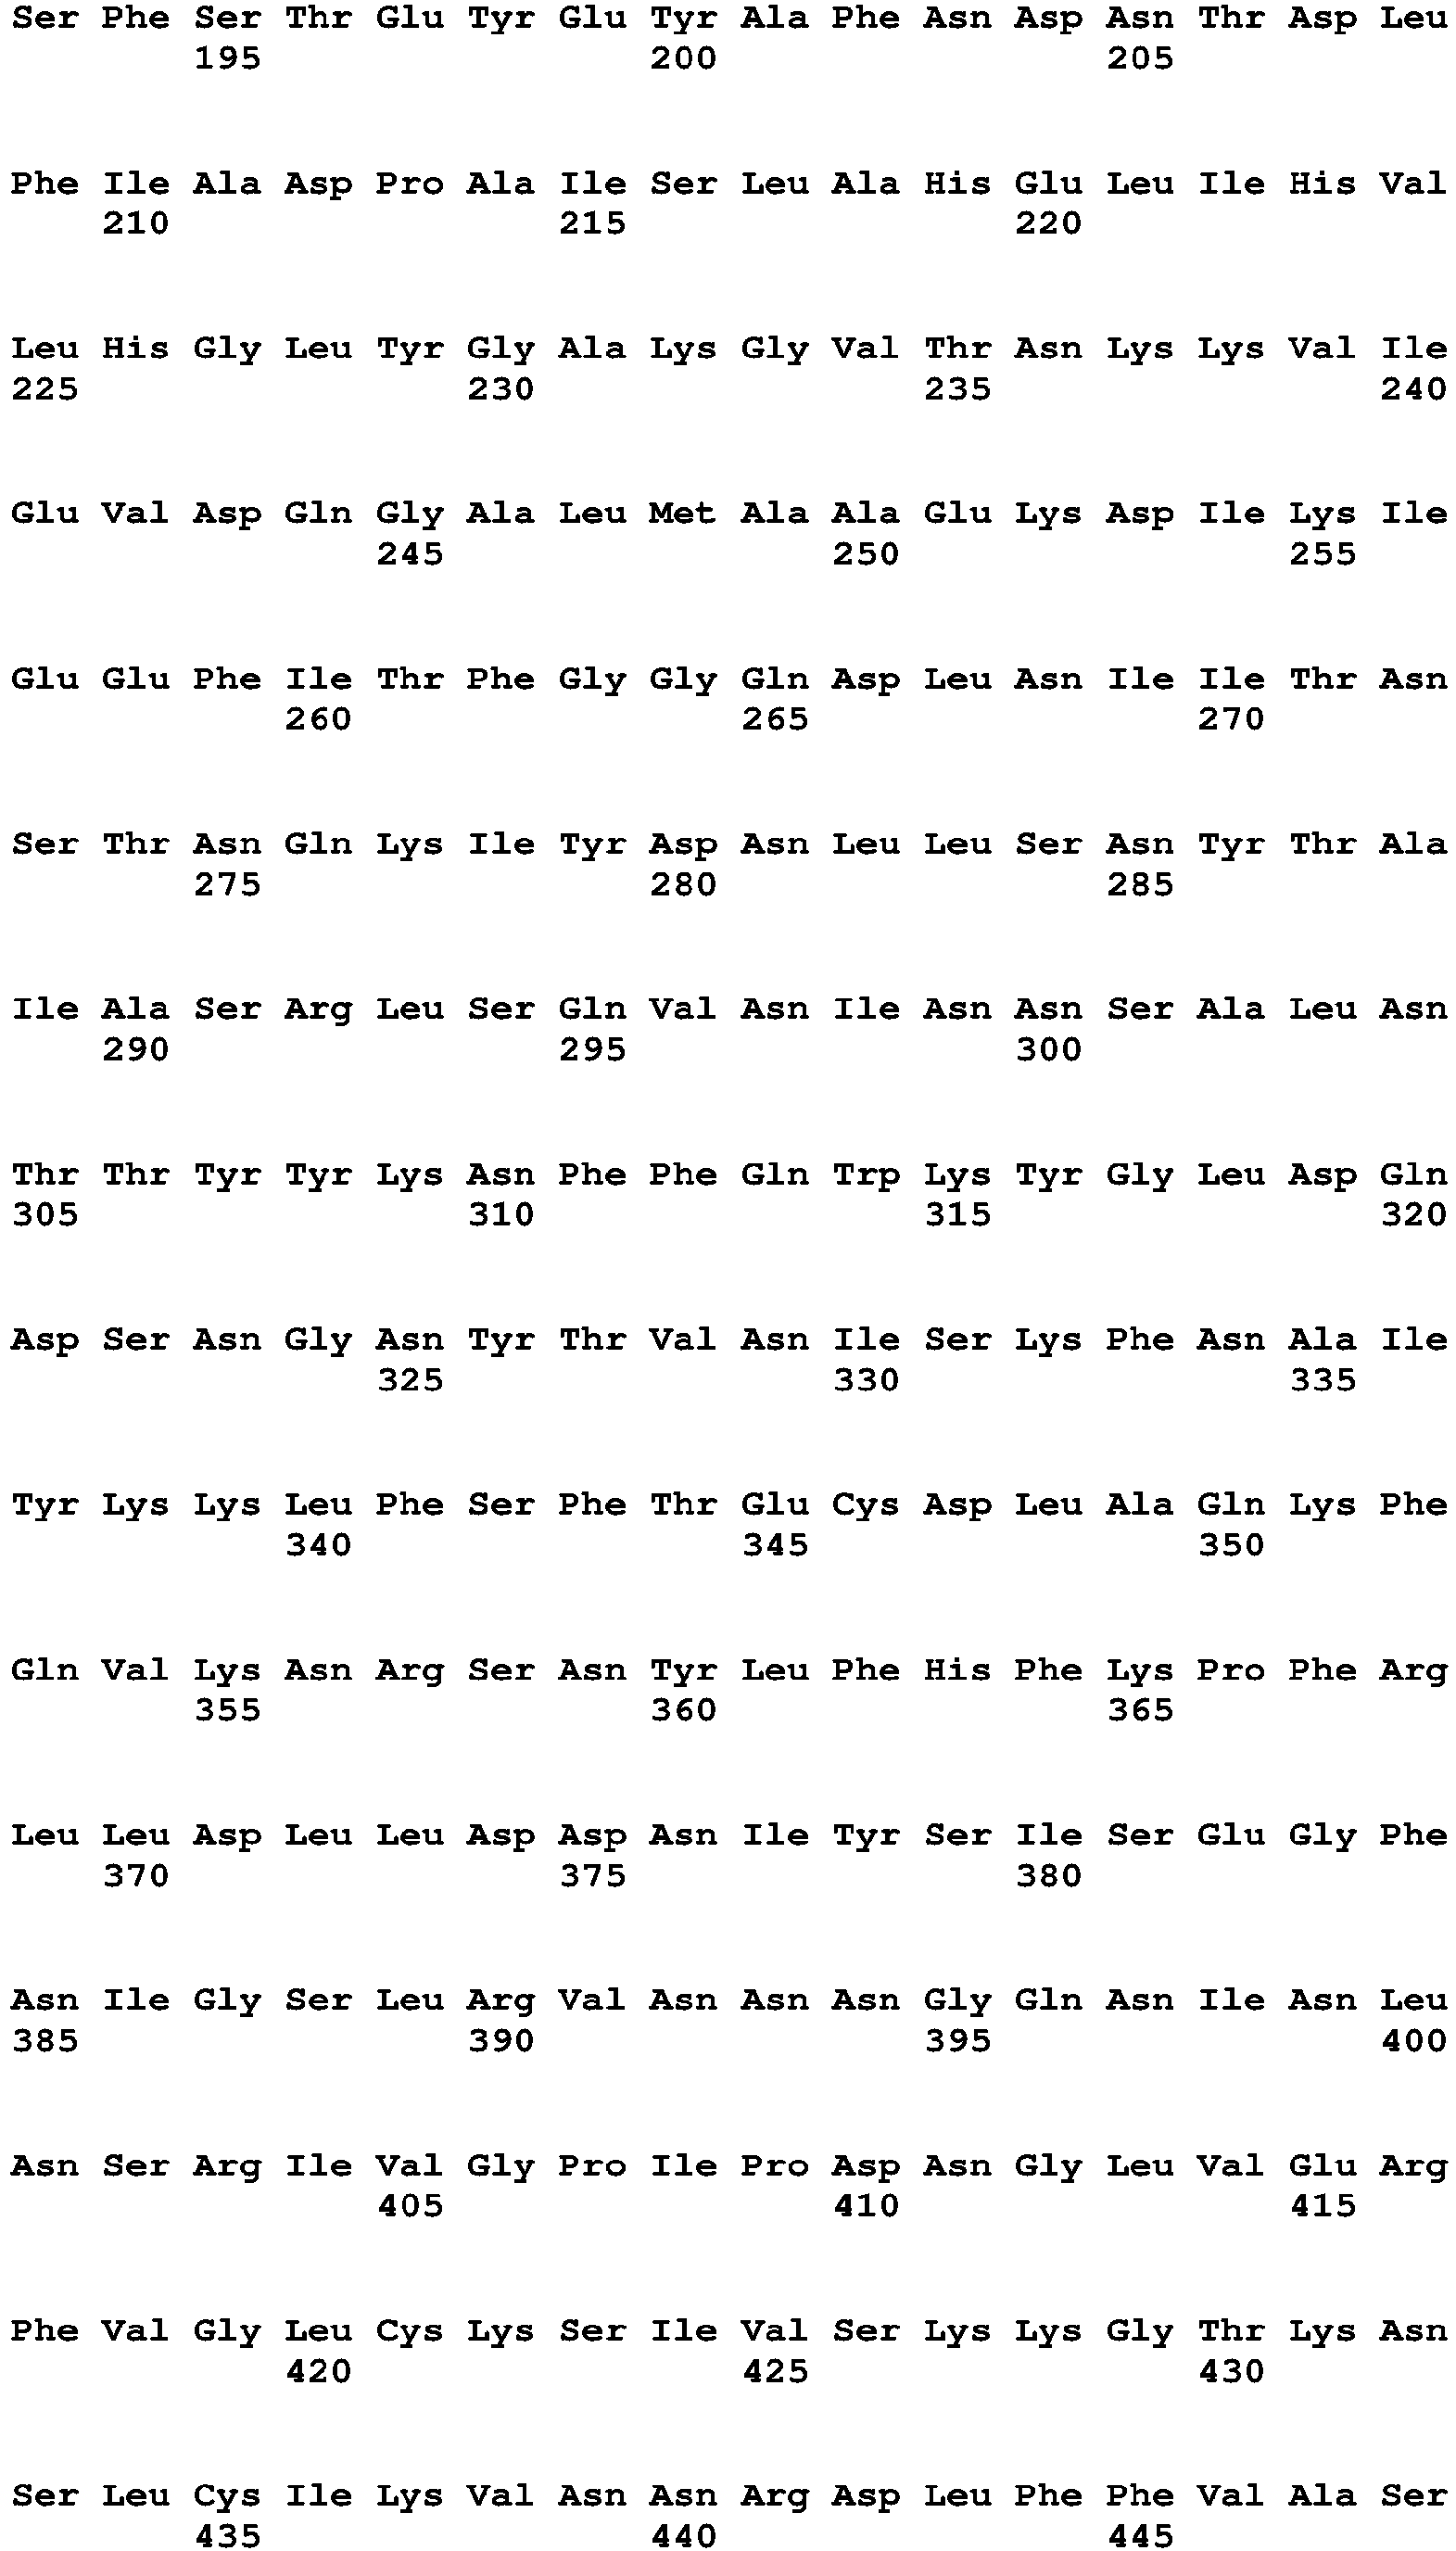 Ser Phe Ser Thr Glu Tyr Glu Tyr Ala Phe Asn Asp Asn Thr Asp Leu
195 200 205
Phe Ile Ala Asp Pro Ala Ile Ser Leu Ala His Glu Leu Ile His Val
210 215 220
Leu His Gly Leu Tyr Gly Ala Lys Gly Val Thr Asn Lys Lys Val Ile
225 230 235 240
Glu Val Asp Gln Gly Ala Leu Met Ala Ala Glu Lys Asp Ile Lys Ile
245 250 255
Glu Glu Phe Ile Thr Phe Gly Gly Gln Asp Leu Asn Ile Ile Thr Asn
260 265 270
Ser Thr Asn Gln Lys Ile Tyr Asp Asn Leu Leu Ser Asn Tyr Thr Ala
275 280 285
Ile Ala Ser Arg Leu Ser Gln Val Asn Ile Asn Asn Ser Ala Leu Asn
290 295 300
Thr Thr Tyr Tyr Lys Asn Phe Phe Gln Trp Lys Tyr Gly Leu Asp Gln
305 310 315 320
Asp Ser Asn Gly Asn Tyr Thr Val Asn Ile Ser Lys Phe Asn Ala Ile
325 330 335
Tyr Lys Lys Leu Phe Ser Phe Thr Glu Cys Asp Leu Ala Gln Lys Phe
340 345 350
Gln Val Lys Asn Arg Ser Asn Tyr Leu Phe His Phe Lys Pro Phe Arg
355 360 365
Leu Leu Asp Leu Leu Asp Asp Asn Ile Tyr Ser Ile Ser Glu Gly Phe
370 375 380
Asn Ile Gly Ser Leu Arg Val Asn Asn Asn Gly Gln Asn Ile Asn Leu
385 390 395 400
Asn Ser Arg Ile Val Gly Pro Ile Pro Asp Asn Gly Leu Val Glu Arg
405 410 415
Phe Val Gly Leu Cys Lys Ser Ile Val Ser Lys Lys Gly Thr Lys Asn
420 425 430
Ser Leu Cys Ile Lys Val Asn Asn Arg Asp Leu Phe Phe Val Ala Ser
435 440 445